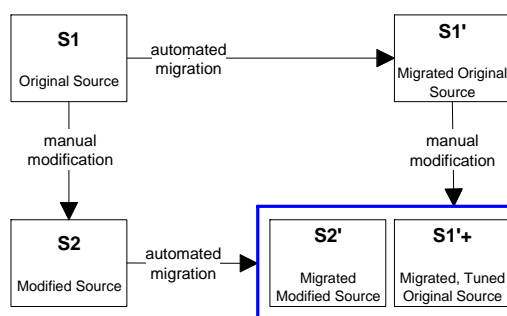 S1
Original Source
automated
migration
S1'
Migrated Original
Source
manual
modification
manual
modification
S2
Modified Source
automated
migration
S2'
Migrated
Modified Source
S1'+
Migrated, Tuned
Original Source